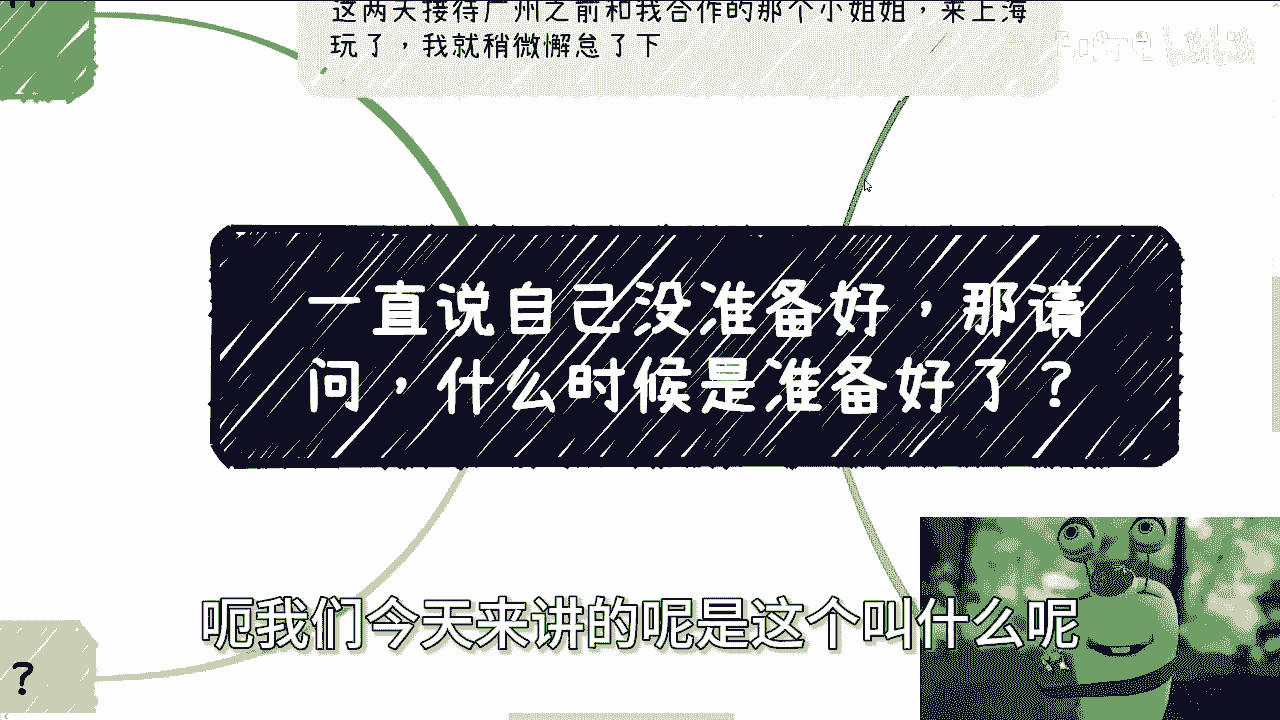 这两天接待广州之前和我合作的那个小姐姐，来上海
玩了，我就稍微懈怠了下
一直说自己没准备好，那请
问，什么时候是准备好了？
呃我们今天来讲的呢是这个叫什么呢
？